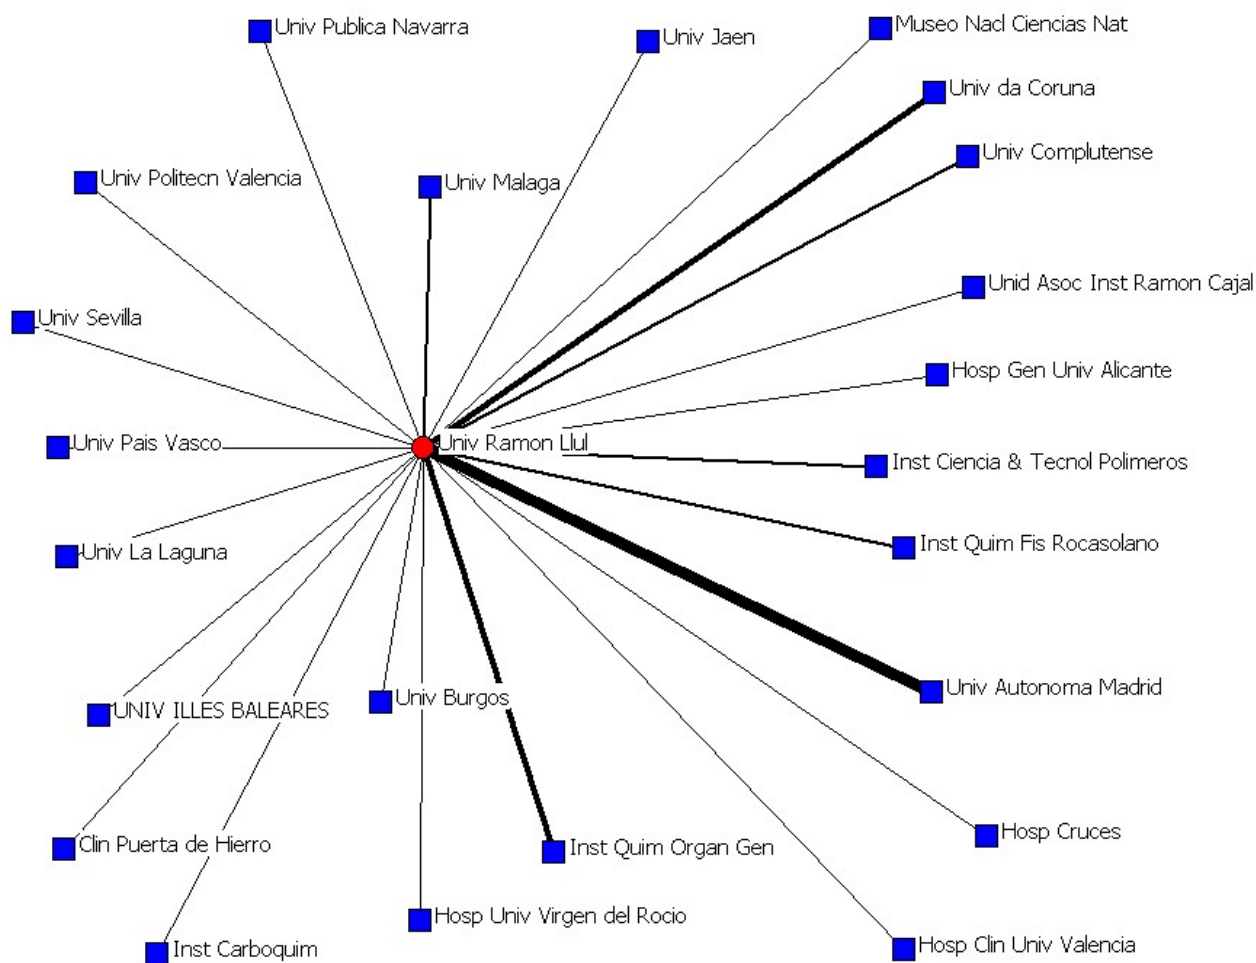 Univ Publica Navarra
Univ Jaen
Museo Nacl Ciencias Nat
Univ da Coruna
Univ Complutense
Univ Politecn Valencia
Univ Malaga
Unid Asoc Inst Ramon Cajal
Univ Sevilla
Hosp Gen Univ Alicante
Univ Pais Vasco
Univ Ramon Llul
Inst Ciencia & Tecnol Polimeros
Inst Quim Fis Rocasolano
Univ La Laguna
Univ Autonoma Madrid
Univ Burgos
UNIV ILLES BALEARES
Hosp Cruces
Clin Puerta de Hierro
Inst Quim Organ Gen
Hosp Univ Virgen del Rocio
Hosp Clin Univ Valencia
Inst Carboquim